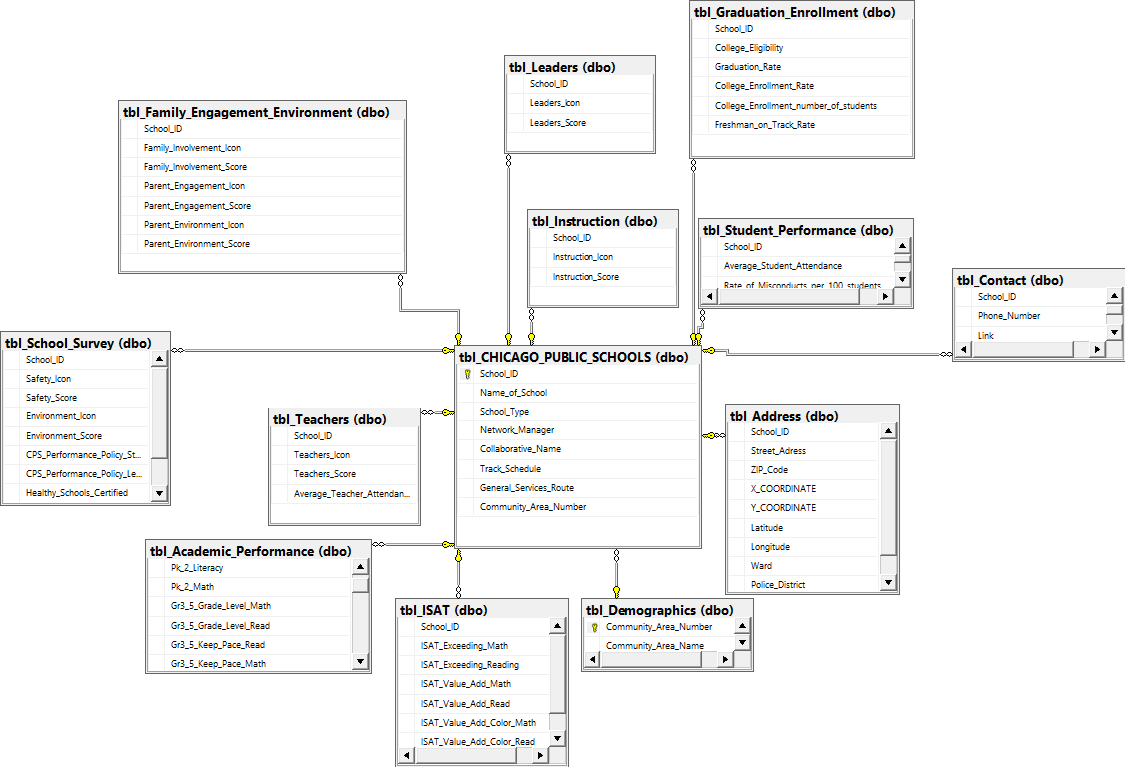 tbl_Graduation_Enrollment (dbo)
School_ID
College_Eligibility
Graduation_Rate
College_Enrollment_Rate
College_Enrollment_number_of_students
Freshman_on_Track_Rate
tbl_Leaders (dbo)
School_ID
Leaders_Icon
Leaders_Score
tbl_Family_Engagement_Environment (dbo)
School_ID
Family_Involvement_Icon
Family_Involvement_Score
Parent_Engagement_Icon
Parent_Engagement_Score
Parent_Environment_Icon
Parent_Environment_Score
tbl_Instruction (dbo)
School_ID
Instruction_Icon
Instruction_Score
tbl_Student_Performance (dbo)
School_ID
Average_Student_Attendance
Rate_of_Misconducts_per_100_students
tbl_Contact (dbo)
School_ID
Phone_Number
Link
tbl_School_Survey (dbo)
School_ID
Safety_Icon
Safety_Score
Environment_Icon
Environment_Score
CPS_Performance_Policy_St...
CPS_Performance_Policy_Le...
Healthy_Schools_Certified
tbl_CHICAGO_PUBLIC_SCHOOLS (dbo)
School_ID
Name_of_School
School_Type
Network_Manager
Collaborative_Name
Track_Schedule
General_Services_Route
Community_Area_Number
tbl_Teachers (dbo)
School_ID
Teachers_Icon
Teachers_Score
Average_Teacher_Attendan...
tbl_Address (dbo)
School_ID
Street_Adress
ZIP_Code
X_COORDINATE
Y_COORDINATE
Latitude
Longitude
Ward
Police_District
tbl_Academic_Performance (dbo)
Pk_2_Literacy
Pk_2_Math
Gr3_5_Grade_Level_Math
Gr3_5_Grade_Level_Read
Gr3_5_Keep_Pace_Read
Gr3_5_Keep_Pace_Math
tbl_ISAT (dbo)
School_ID
ISAT_Exceeding_Math
ISAT_Exceeding_Reading
ISAT_Value_Add_Math
ISAT_Value_Add_Read
ISAT_Value_Add_Color_Math
ISAT_Value_Add_Color_Read
tbl_Demographics (dbo)
Community_Area_Number
Community_Area_Name